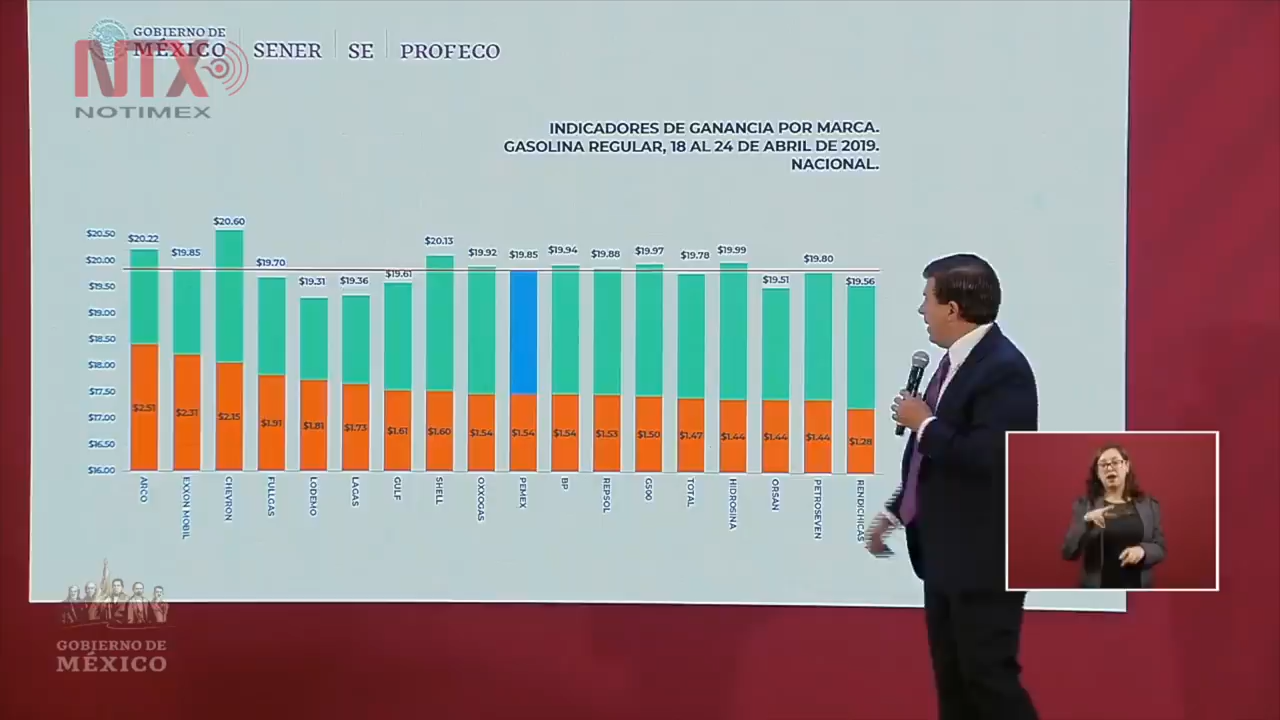 GOBIERNO DE
MÉXICO
SENER
SE
PROFECO
NTX
NOTIMEX
INDICADORES DE GANANCIA POR MARCA.
GASOLINA REGULAR, 18 AL 24 DE ABRIL DE 2019.
NACIONAL.
$20.50
$20.00
$19.50
$19.00
$18.50
$18.00
$17.50
$17.00
$16.50
$16.00
$20.22
$19.85
$20.60
$19.70
$19.31
$19.36
$19.61
$20.13
$19.92
$19.85
$19.94
$19.88
$19.97
$19.78
$19.99
$19.51
$19.80
$19.56
$2.51
$2.31
$2.15
$1.91
$1.81
$1.73
$1.61
$1.60
$1.54
$1.54
$1.54
$1.53
$1.50
$1.47
$1.44
$1.44
$1.44
$1.28
ARCO
EXXON MOBIL
CHEVRON
FULLGAS
LODEMO
LAGAS
GULF
SHELL
OXXOGAS
PEMEX
BP
REPSOL
G500
TOTAL
HIDROSINA
ORSAN
PETROSEVEN
RENDICHICAS
GOBIERNO DE
MÉXICO